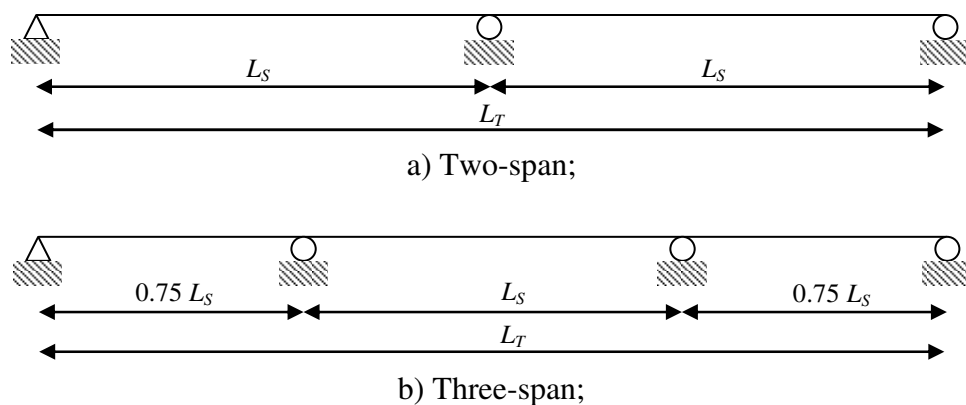 L_S L_S
L_T
a) Two-span;
0.75 L_S L_S 0.75 L_S
L_T
b) Three-span;